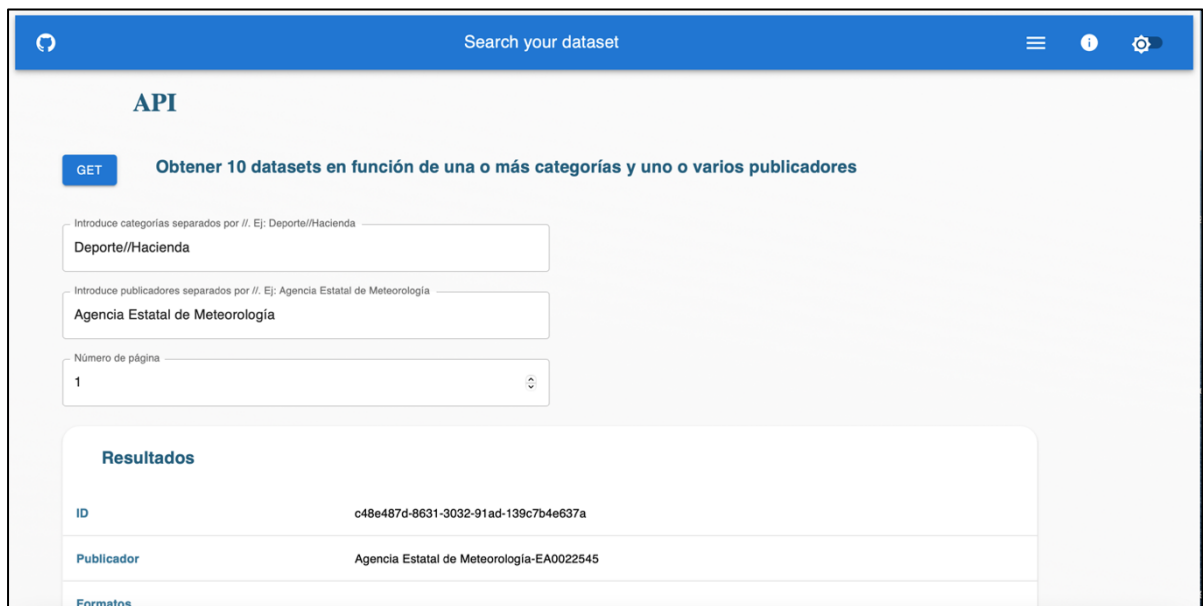 Search your dataset
API
GET
Obtener 10 datasets en función de una o más categorías y uno o varios publicadores
Introduce categorías separados por //. Ej: Deporte//Hacienda
Deporte//Hacienda
Introduce publicadores separados por //. Ej: Agencia Estatal de Meteorología
Agencia Estatal de Meteorología
Número de página
1
Resultados
ID c48e487d-8631-3032-91ad-139c7b4e637a
Publicador Agencia Estatal de Meteorología-EA0022545
Formatos